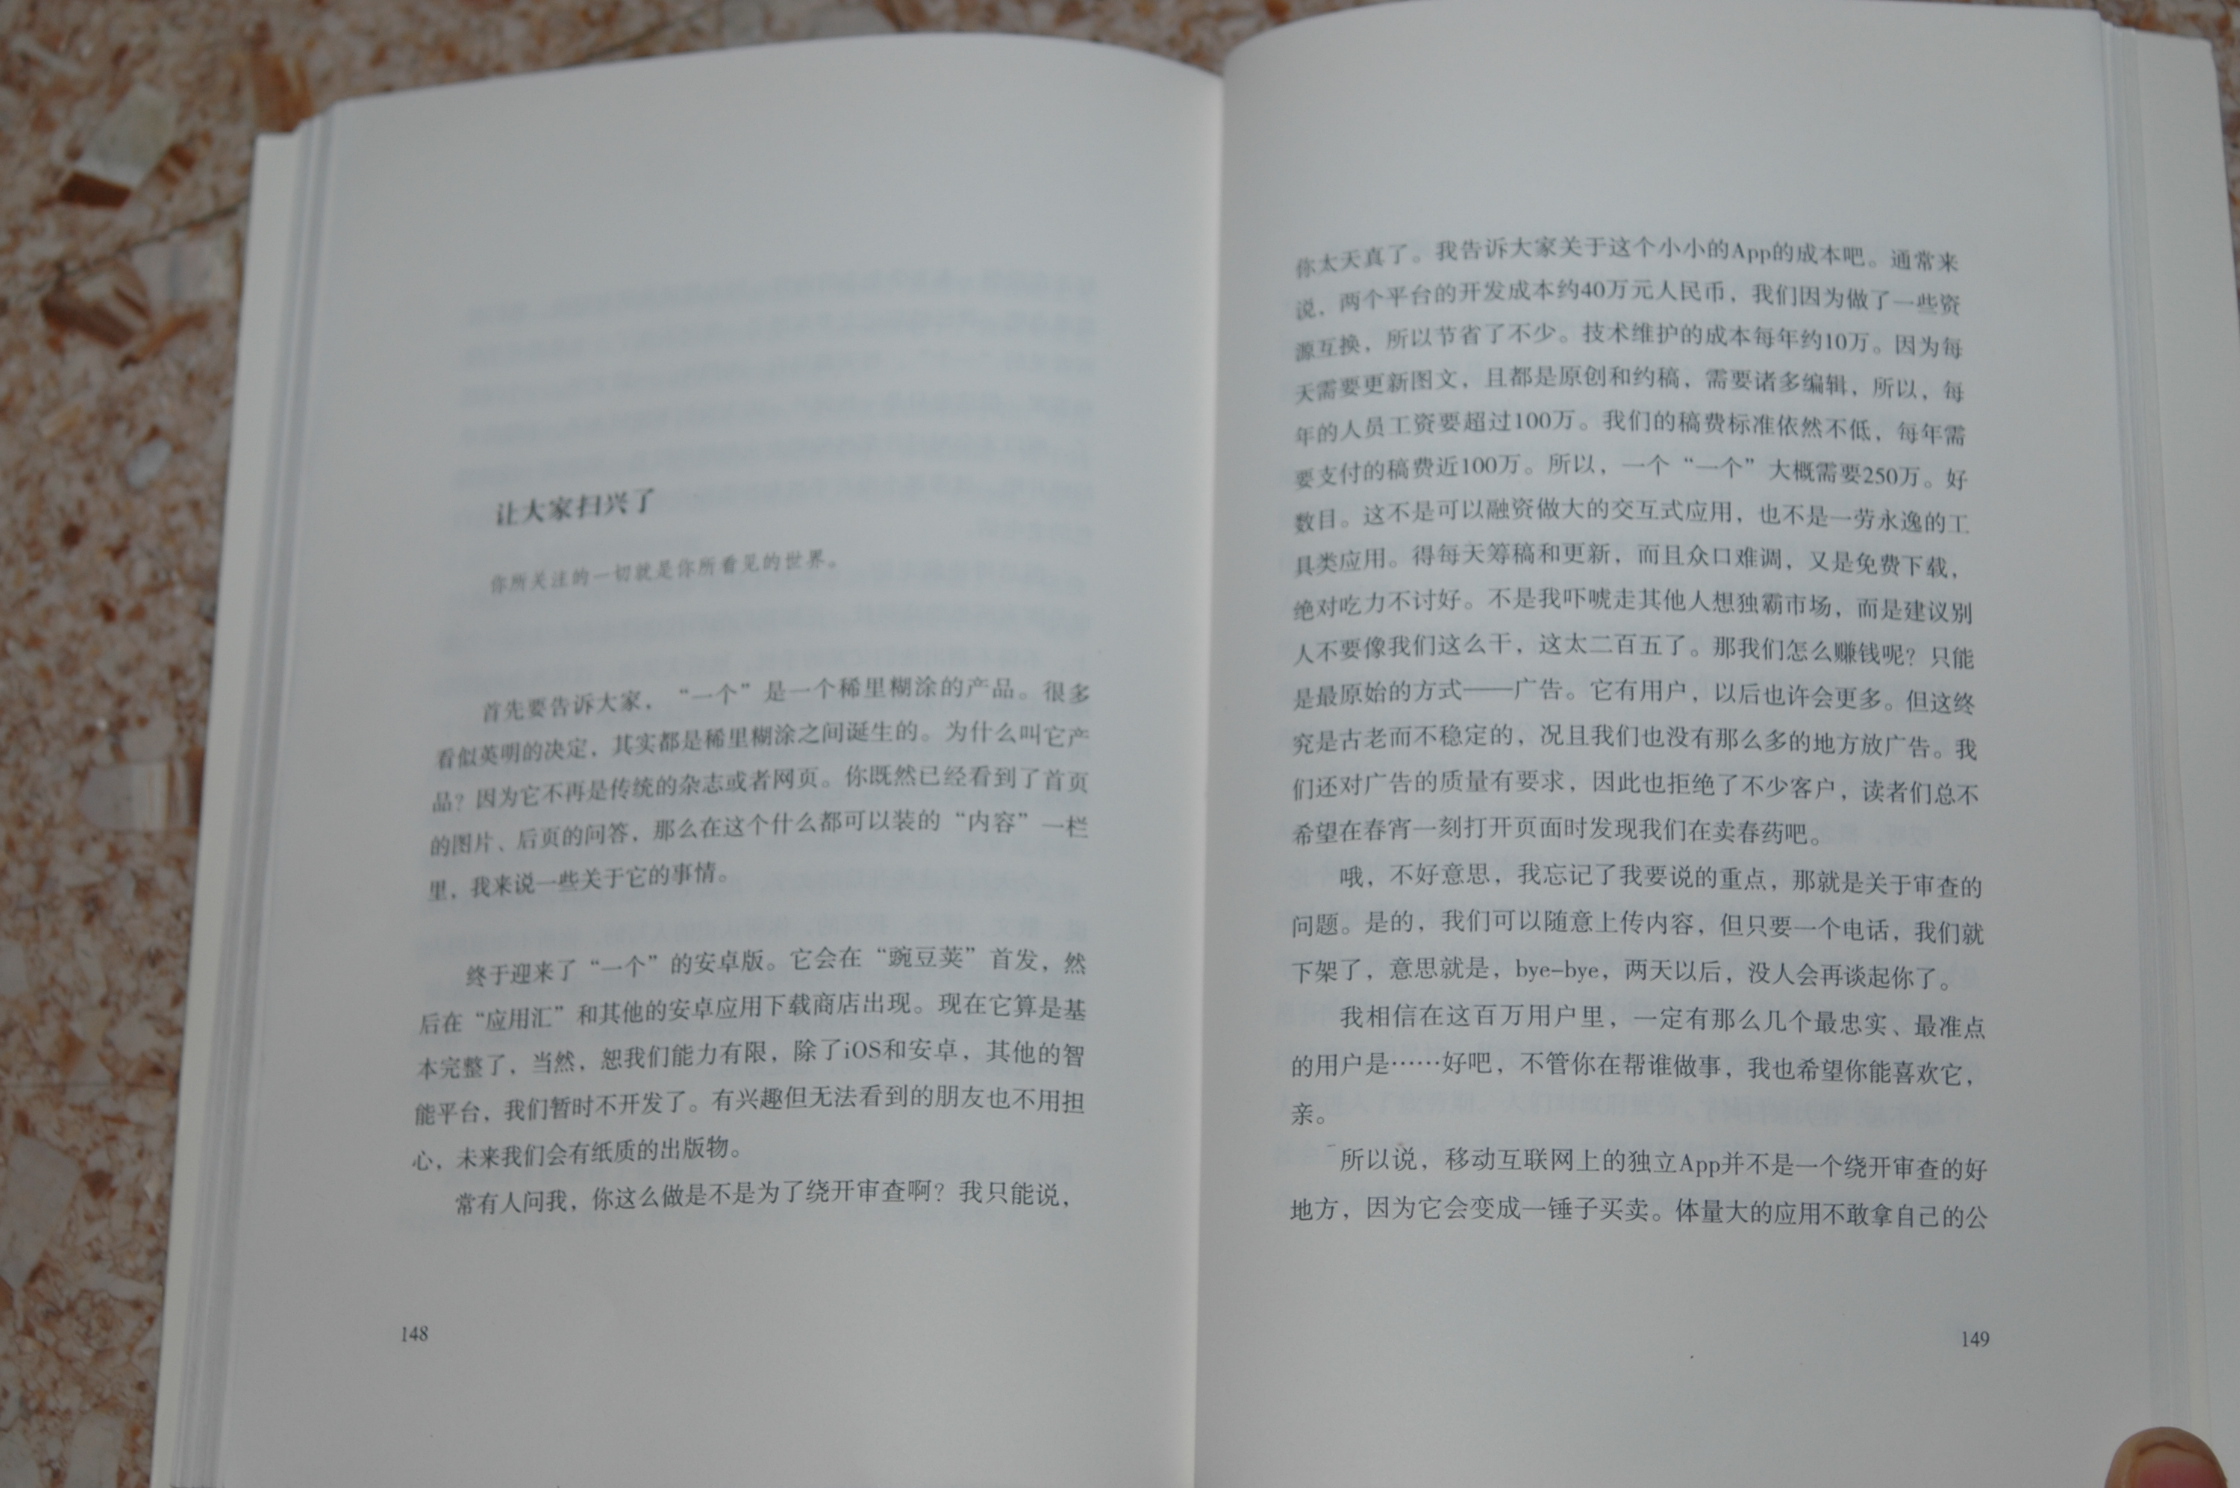 让大家扫兴了
你所关注的一切就是你所看见的世界。
首先要告诉大家，“一个”是一个稀里糊涂的产品。很多
看似英明的决定，其实都是稀里糊涂之间诞生的。为什么叫它产
品？因为它不再是传统的杂志或者网页。你既然已经看到了首页
的图片、后页的问答，那么在这个什么都可以装的“内容”一栏
里，我来说一些关于它的事情。
终于迎来了“一个”的安卓版。它会在“豌豆荚”首发，然
后在“应用汇”和其他的安卓应用下载商店出现。现在它算是基
本完整了，当然，恕我们能力有限，除了iOS和安卓，其他的智
能平台，我们暂时不开发了。有兴趣但无法看到的朋友也不用担
心，未来我们会有纸质的出版物。
常有人问我，你这么做是不是为了绕开审查啊？我只能说，
148
你太天真了。我告诉大家关于这个小小的App的成本吧。通常来
说，两个平台的开发成本约40万元人民币，我们因为做了一些资
源互换，所以节省了不少。技术维护的成本每年约10万。因为每
天需要更新图文，且都是原创和约稿，需要诸多编辑，所以，每
年的人员工资要超过100万。我们的稿费标准依然不低，每年需
要支付的稿费近100万。所以，一个“一个”大概需要250万。好
数目。这不是可以融资做大的交互式应用，也不是一劳永逸的工
具类应用。得每天筹稿和更新，而且众口难调，又是免费下载，
绝对吃力不讨好。不是我吓唬走其他人想独霸市场，而是建议别
人不要像我们这么干，这太二百五了。那我们怎么赚钱呢？只能
是最原始的方式——广告。它有用户，以后也许会更多。但这终
究是古老而不稳定的，况且我们也没有那么多的地方放广告。我
们还对广告的质量有要求，因此也拒绝了不少客户，读者们总不
希望在春宵一刻打开页面时发现我们在卖春药吧。
哦，不好意思，我忘记了我要说的重点，那就是关于审查的
问题。是的，我们可以随意上传内容，但只要一个电话，我们就
下架了，意思就是，bye-bye，两天以后，没人会再谈起你了。
我相信在这百万用户里，一定有那么几个最忠实、最准点
的用户是……好吧，不管你在帮谁做事，我也希望你能喜欢它，
亲。
所以说，移动互联网上的独立App并不是一个绕开审查的好
地方，因为它会变成一锤子买卖。体量大的应用不敢拿自己的公
149